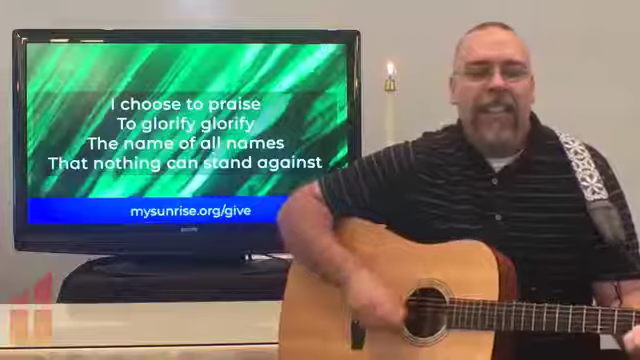 I choose to praise
To glorify glorify
The name of all names
That nothing can stand against
mysunrise.org/give